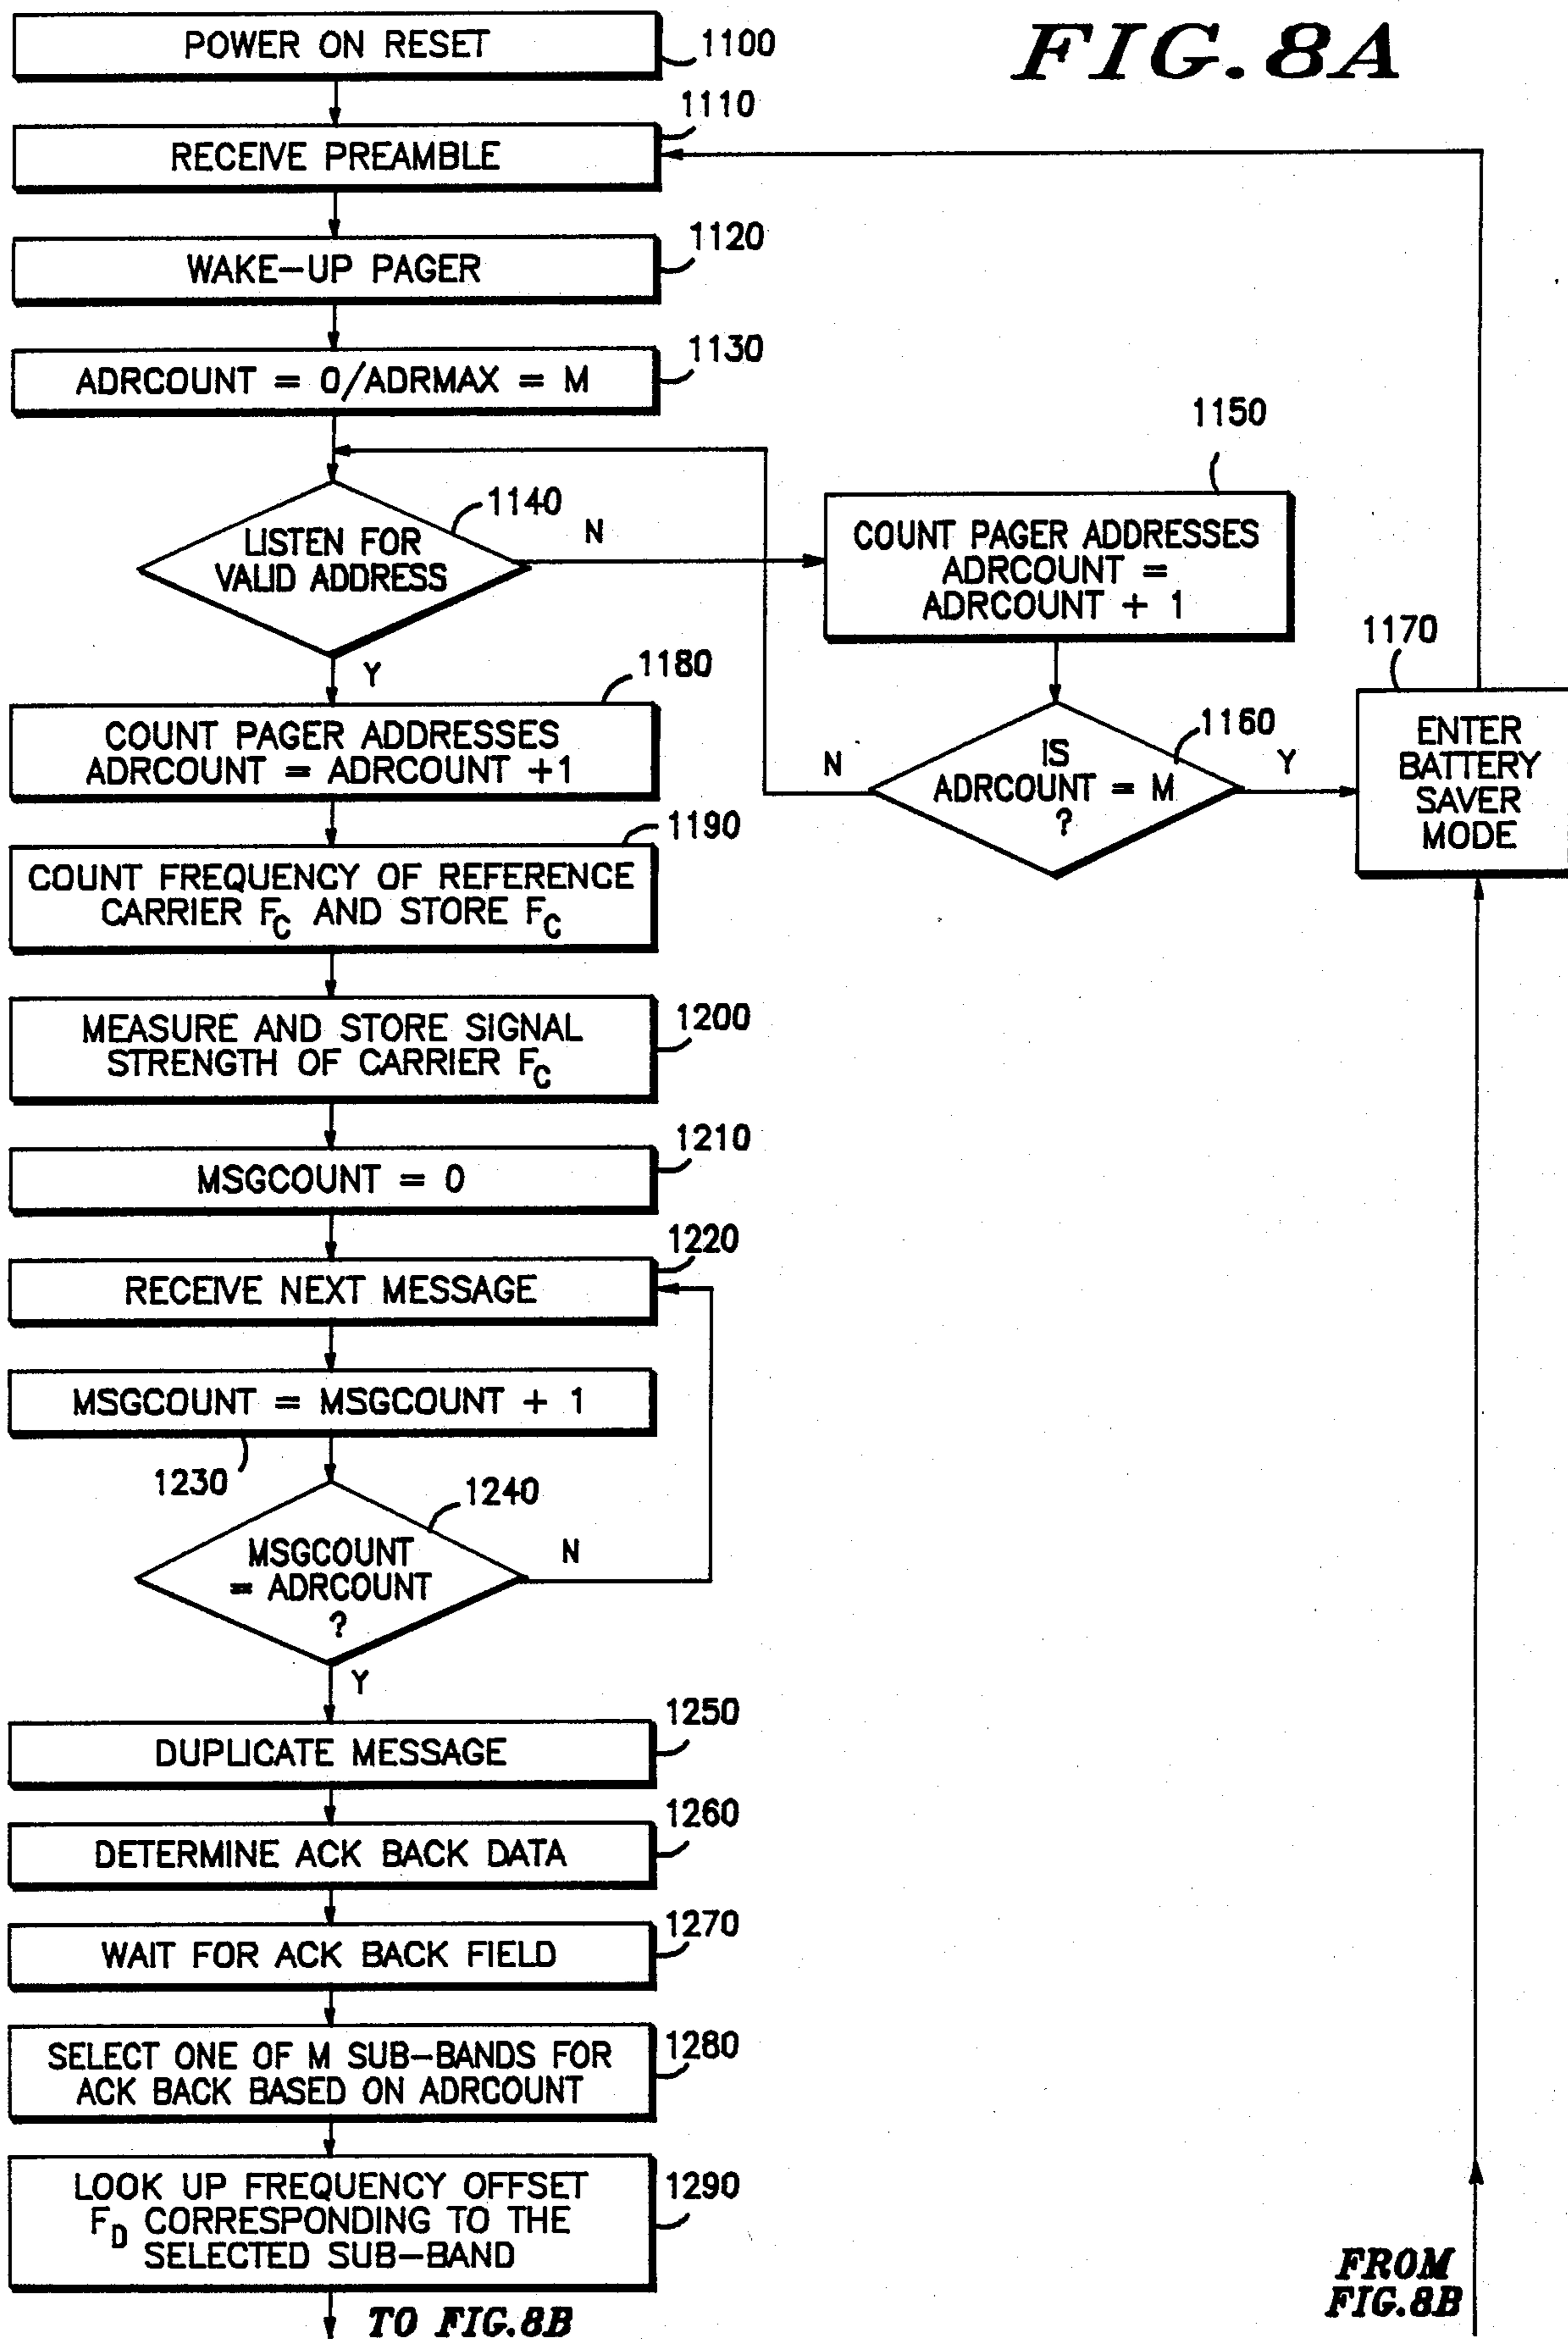 FIG. 8A
POWER ON RESET
1100
1110
RECEIVE PREAMBLE
1120
WAKE-UP PAGER
1130
ADRCOUNT = 0/ADRMAX = M
1140
LISTEN FOR
VALID ADDRESS
N
Y
1150
COUNT PAGER ADDRESSES
ADRCOUNT =
ADRCOUNT + 1
1160
IS
ADRCOUNT = M
?
N
Y
1170
ENTER
BATTERY
SAVER
MODE
1180
COUNT PAGER ADDRESSES
ADRCOUNT = ADRCOUNT +1
1190
COUNT FREQUENCY OF REFERENCE
CARRIER FC AND STORE FC
1200
MEASURE AND STORE SIGNAL
STRENGTH OF CARRIER FC
1210
MSGCOUNT = 0
1220
RECEIVE NEXT MESSAGE
MSGCOUNT = MSGCOUNT + 1
1230
1240
MSGCOUNT
= ADRCOUNT
?
N
Y
1250
DUPLICATE MESSAGE
1260
DETERMINE ACK BACK DATA
1270
WAIT FOR ACK BACK FIELD
1280
SELECT ONE OF M SUB-BANDS FOR
ACK BACK BASED ON ADRCOUNT
1290
LOOK UP FREQUENCY OFFSET
FD CORRESPONDING TO THE
SELECTED SUB-BAND
TO FIG.8B
FROM
FIG.8B